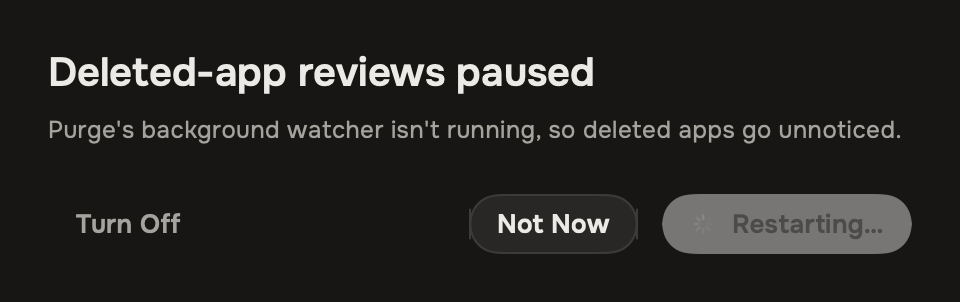 Deleted-app reviews paused
Purge's background watcher isn't running, so deleted apps go unnoticed.
Turn Off
Not Now
Restarting...